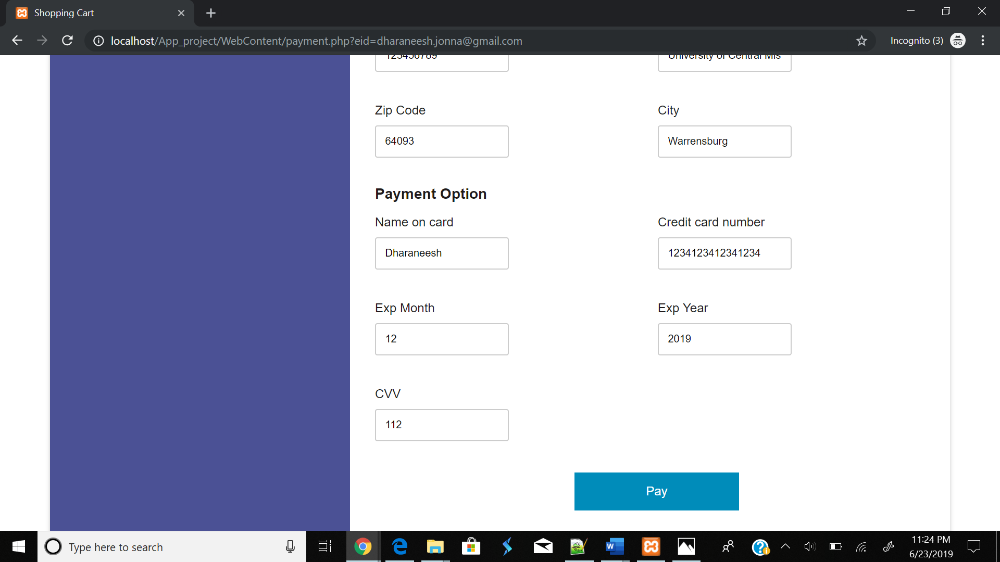 Shopping Cart
localhost/App_project/WebContent/payment.php?eid=dharaneesh.jonna@gmail.com
Incognito (3)
123456789
University of Central Mis
Zip Code
City
64093
Warrensburg
Payment Option
Name on card
Credit card number
Dharaneesh
1234123412341234
Exp Month
Exp Year
12
2019
CVV
112
Pay
Type here to search
11:24 PM
6/23/2019